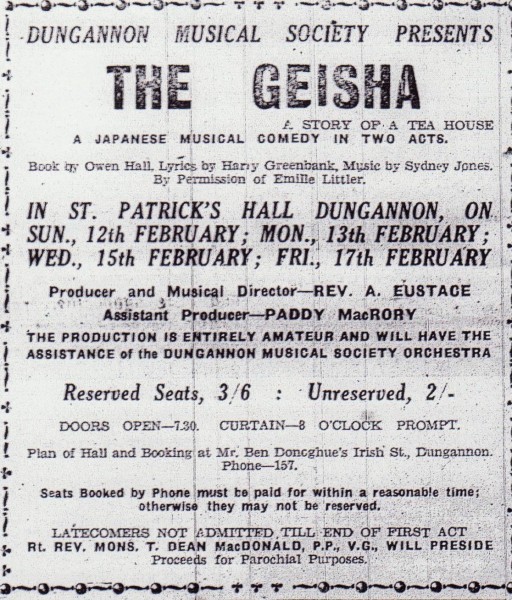 DUNGANNON MUSICAL SOCIETY PRESENTS
THE GEISHA
A STORY OF A TEA HOUSE
A JAPANESE MUSICAL COMEDY IN TWO ACTS.
Book by Owen Hall, Lyrics by Harry Greenbank, Music by Sydney Jones.
By Permission of Emille Littler.
IN ST. PATRICK'S HALL DUNGANNON, ON
SUN., 12th FEBRUARY; MON., 13th FEBRUARY;
WED., 15th FEBRUARY; FRI., 17th FEBRUARY
Producer and Musical Director—REV. A. EUSTACE
Assistant Producer—PADDY MacRORY
THE PRODUCTION IS ENTIRELY AMATEUR AND WILL HAVE THE
ASSISTANCE of the DUNGANNON MUSICAL SOCIETY ORCHESTRA
Reserved Seats, 3/6 : Unreserved, 2/-
DOORS OPEN—7.30. CURTAIN—8 O'CLOCK PROMPT.
Plan of Hall and Booking at Mr. Ben Donoghue's Irish St., Dungannon.
Phone—157.
Seats Booked by Phone must be paid for within a reasonable time;
otherwise they may not be reserved.
LATECOMERS NOT ADMITTED TILL END OF FIRST ACT
Rt. REV. MONS. T. DEAN MacDONALD, P.P., V.G., WILL PRESIDE
Proceeds for Parochial Purposes.